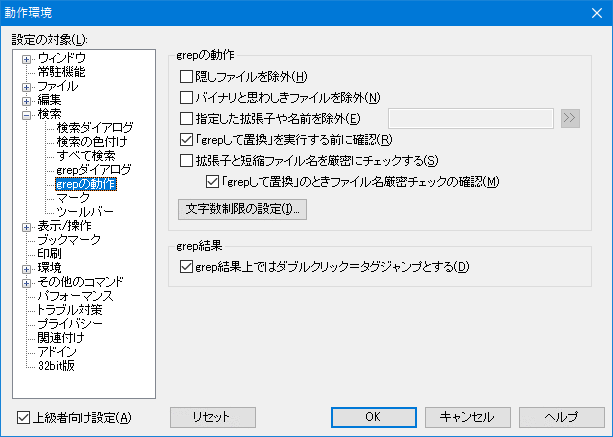 動作環境
設定の対象(L):
ウィンドウ
常駐機能
ファイル
編集
検索
検索ダイアログ
検索の色付け
すべて検索
grepダイアログ
grepの動作
マーク
ツールバー
表示/操作
ブックマーク
印刷
環境
その他のコマンド
パフォーマンス
トラブル対策
プライバシー
関連付け
アドイン
32bit版
上級者向け設定(A)
grepの動作
隠しファイルを除外(H)
バイナリと思わしきファイルを除外(N)
指定した拡張子や名前を除外(E)
>>
「grepして置換」を実行する前に確認(R)
拡張子と短縮ファイル名を厳密にチェックする(S)
「grepして置換」のときファイル名厳密チェックの確認(M)
文字数制限の設定(I)...
grep結果
grep結果上ではダブルクリック＝タグジャンプとする(D)
リセット
OK
キャンセル
ヘルプ